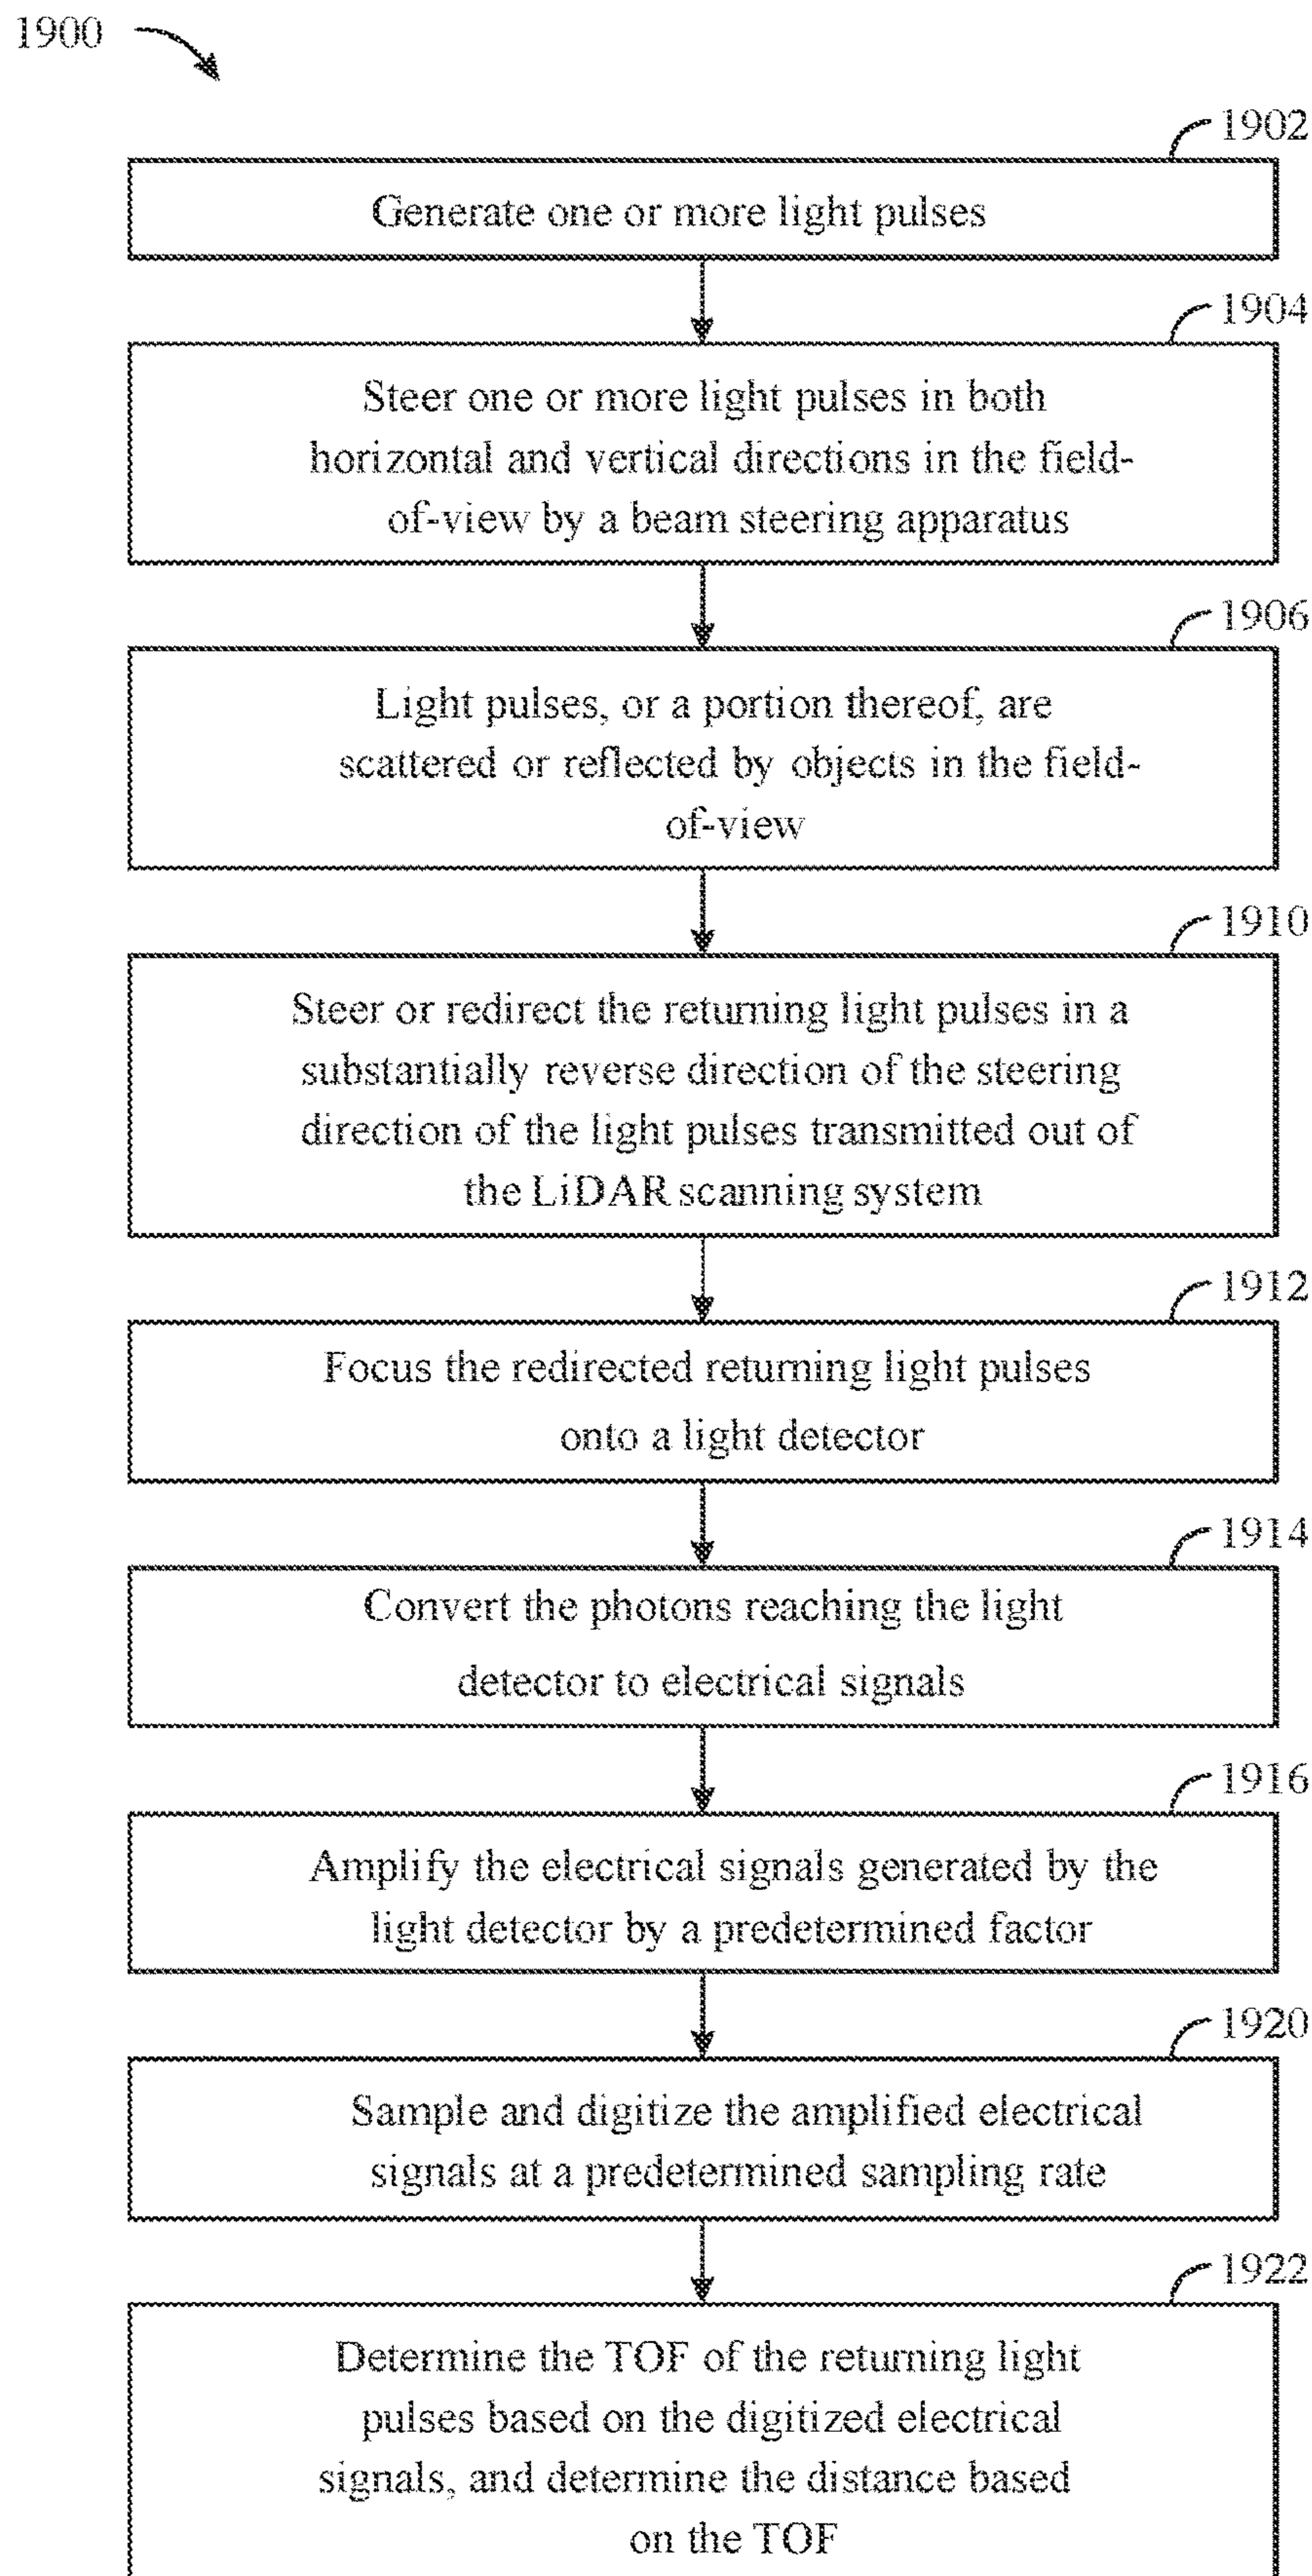 1900
1902
Generate one or more light pulses
1904
Steer one or more light pulses in both
horizontal and vertical directions in the field-
of-view by a beam steering apparatus
1906
Light pulses, or a portion thereof, are
scattered or reflected by objects in the field-
of-view
1910
Steer or redirect the returning light pulses in a
substantially reverse direction of the steering
direction of the light pulses transmitted out of
the LiDAR scanning system
1912
Focus the redirected returning light pulses
onto a light detector
1914
Convert the photons reaching the light
detector to electrical signals
1916
Amplify the electrical signals generated by the
light detector by a predetermined factor
1920
Sample and digitize the amplified electrical
signals at a predetermined sampling rate
1922
Determine the TOF of the returning light
pulses based on the digitized electrical
signals, and determine the distance based
on the TOF